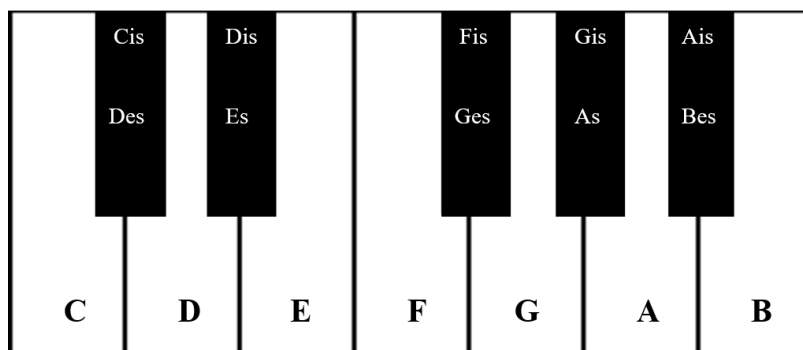 Cis Dis Fis Gis Ais
Des Es Ges As Bes
C D E F G A B